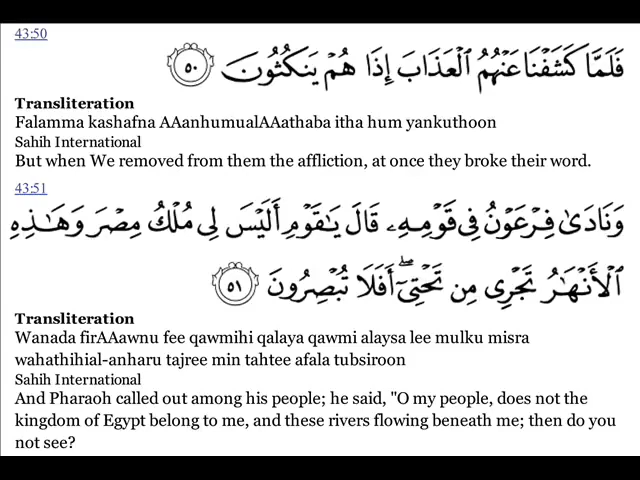 43:50
فَلَمَّا كَشَفْنَا عَنْهُمُ ٱلْعَذَابَ إِذَا هُمْ يَنكُثُونَ ٥٠
Transliteration
Falamma kashafna AAanhumualAAathaba itha hum yankuthoon
Sahih International
But when We removed from them the affliction, at once they broke their word.
43:51
وَنَادَىٰ فِرْعَوْنُ فِى قَوْمِهِۦ قَالَ يَٰقَوْمِ أَلَيْسَ لِى مُلْكُ مِصْرَ وَهَٰذِهِ
ٱلْأَنْهَٰرُ تَجْرِى مِن تَحْتِىٓ ۖ أَفَلَا تُبْصِرُونَ ٥١
Transliteration
Wanada firAAawnu fee qawmihi qalaya qawmi alaysa lee mulku misra
wahathihial-anharu tajree min tahtee afala tubsiroon
Sahih International
And Pharaoh called out among his people; he said, "O my people, does not the
kingdom of Egypt belong to me, and these rivers flowing beneath me; then do you
not see?